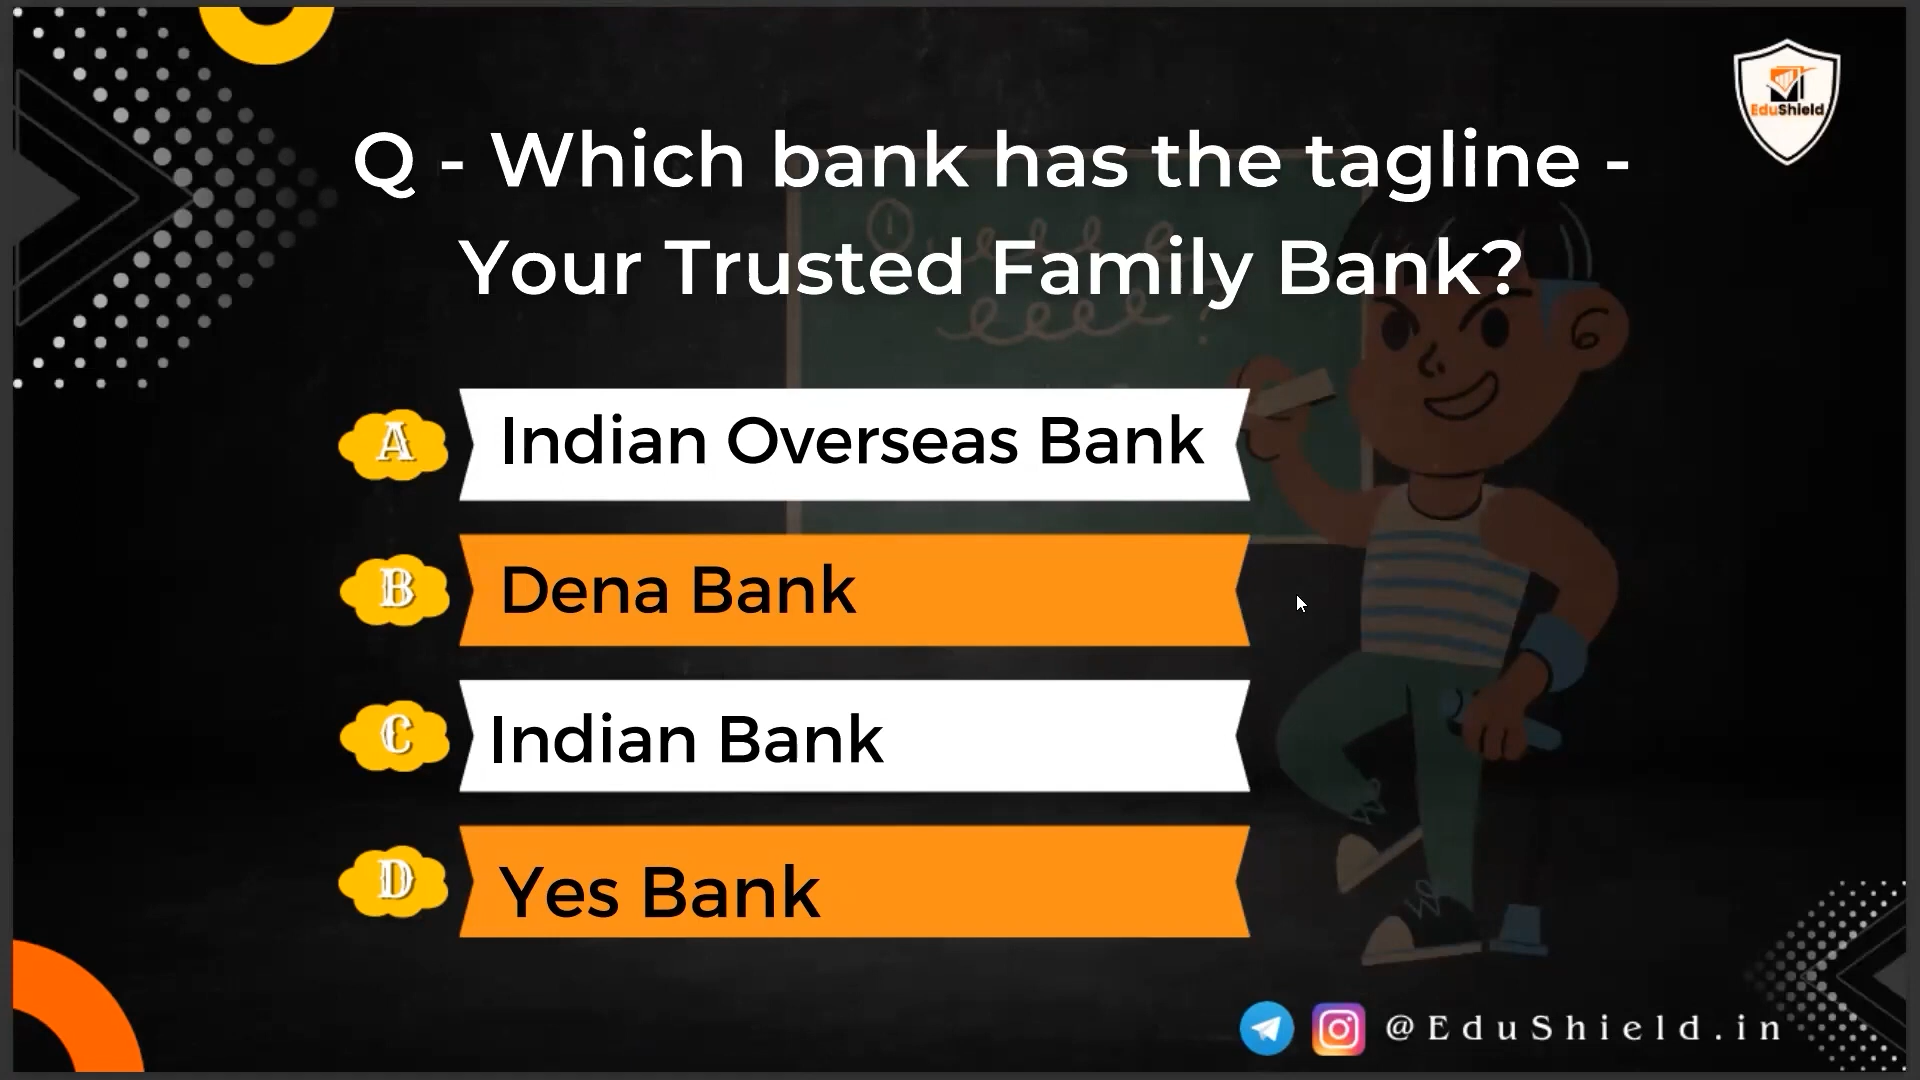 EduShield
Q - Which bank has the tagline -
Your Trusted Family Bank?
A Indian Overseas Bank
B Dena Bank
C Indian Bank
D Yes Bank
@EduShield.in